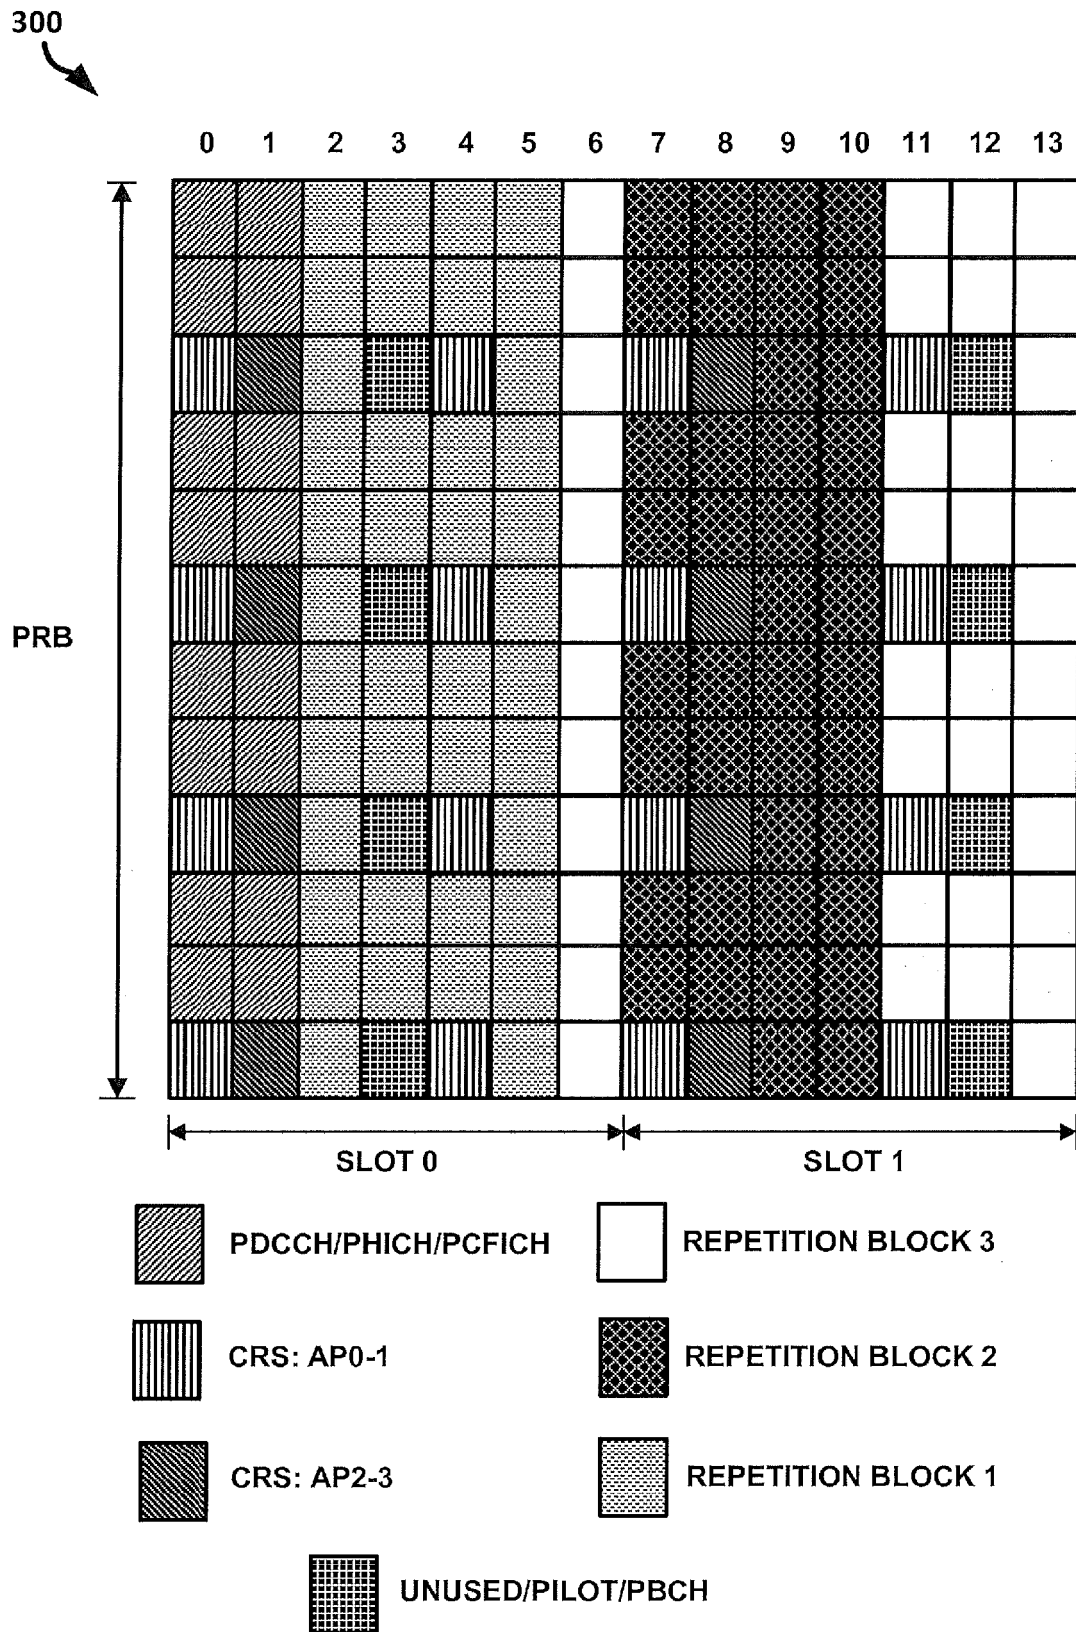 300
0 1 2 3 4 5 6 7 8 9 10 11 12 13
PRB
SLOT 0 SLOT 1
PDCCH/PHICH/PCFICH REPETITION BLOCK 3
CRS: AP0-1 REPETITION BLOCK 2
CRS: AP2-3 REPETITION BLOCK 1
UNUSED/PILOT/PBCH